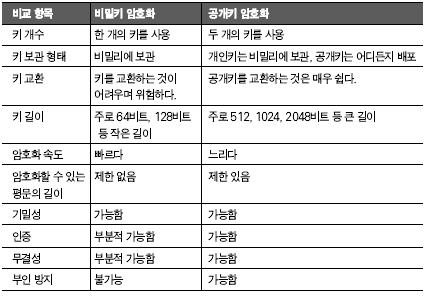 비교 항목 비밀키 암호화 공개키 암호화
키 개수 한 개의 키를 사용 두 개의 키를 사용
키 보관 형태 비밀리에 보관 개인키는 비밀리에 보관, 공개키는 어디든지 배포
키 교환 키를 교환하는 것이 공개키를 교환하는 것은 매우 쉽다.
어려우며 위험하다.
키 길이 주로 64비트, 128비트 주로 512, 1024, 2048비트 등 큰 길이
등 작은 길이
암호화 속도 빠르다 느리다
암호화할 수 있는 제한 없음 제한 있음
평문의 길이
기밀성 가능함 가능함
인증 부분적 가능함 가능함
무결성 부분적 가능함 가능함
부인 방지 불가능 가능함